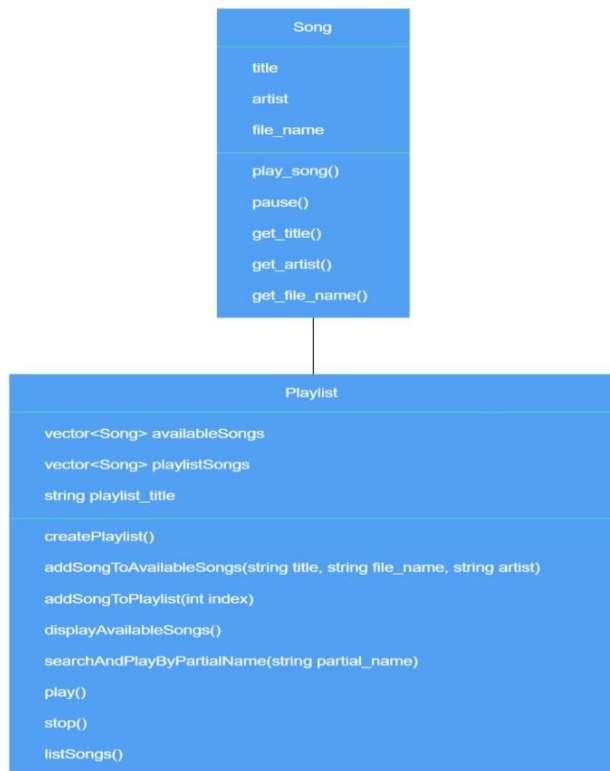 Song
title
artist
file_name
play_song()
pause()
get_title()
get_artist()
get_file_name()
Playlist
vector<Song> availableSongs
vector<Song> playlistSongs
string playlist_title
createPlaylist()
addSongToAvailableSongs(string title, string file_name, string artist)
addSongToPlaylist(int index)
displayAvailableSongs()
searchAndPlayByPartialName(string partial_name)
play()
stop()
listSongs()